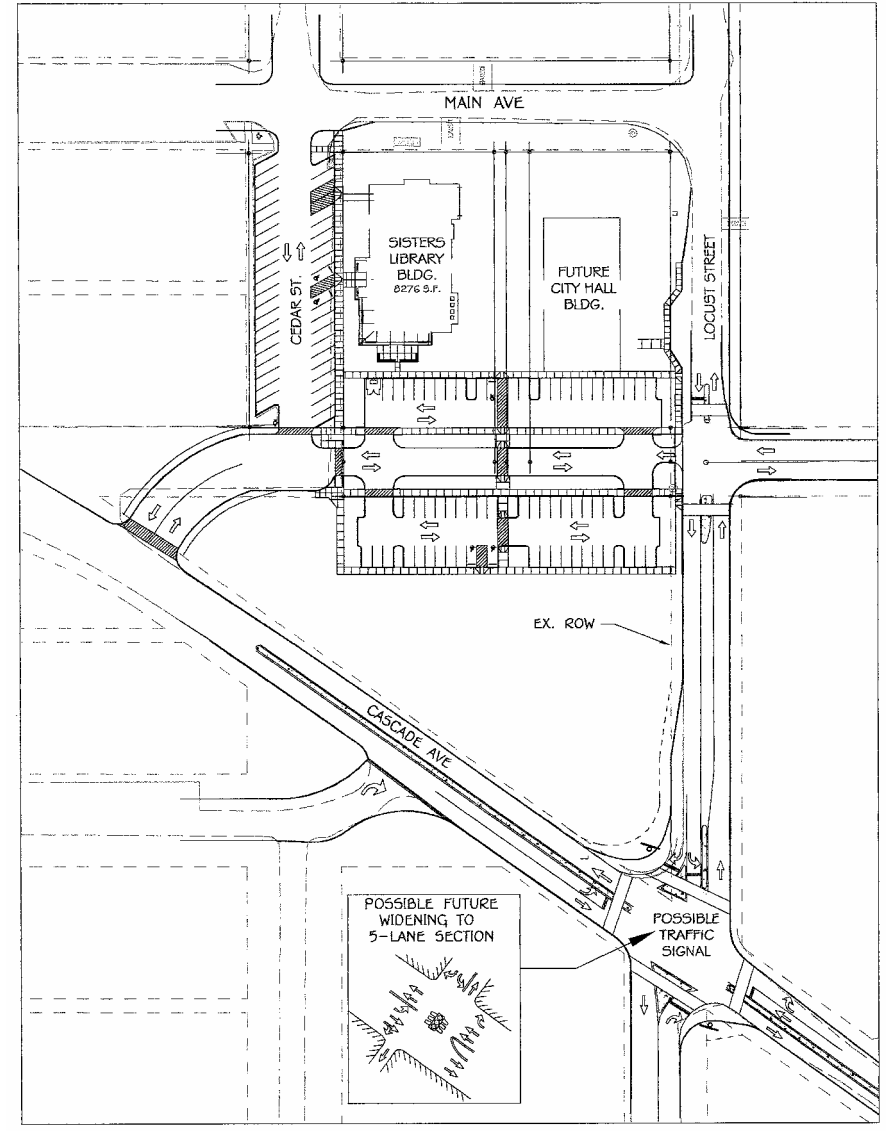 MAIN AVE
SISTERS
LIBRARY
BLDG.
8276 S.F.
FUTURE
CITY HALL
BLDG.
CEDAR ST.
LOCUST STREET
EX. ROW
CASCADE AVE
POSSIBLE FUTURE
WIDENING TO
5-LANE SECTION
POSSIBLE
TRAFFIC
SIGNAL